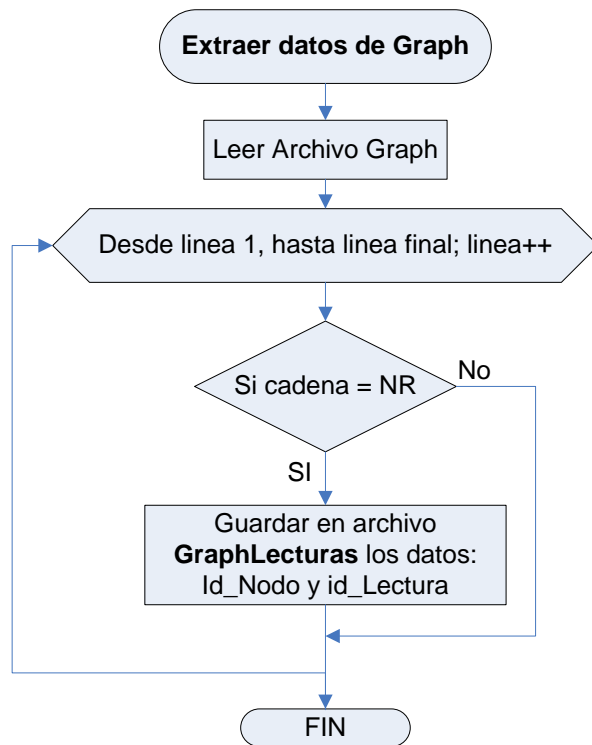 Extraer datos de Graph
Leer Archivo Graph
Desde linea 1, hasta linea final; linea++
Si cadena = NR
No
SI
Guardar en archivo
GraphLecturas los datos:
Id_Nodo y id_Lectura
FIN